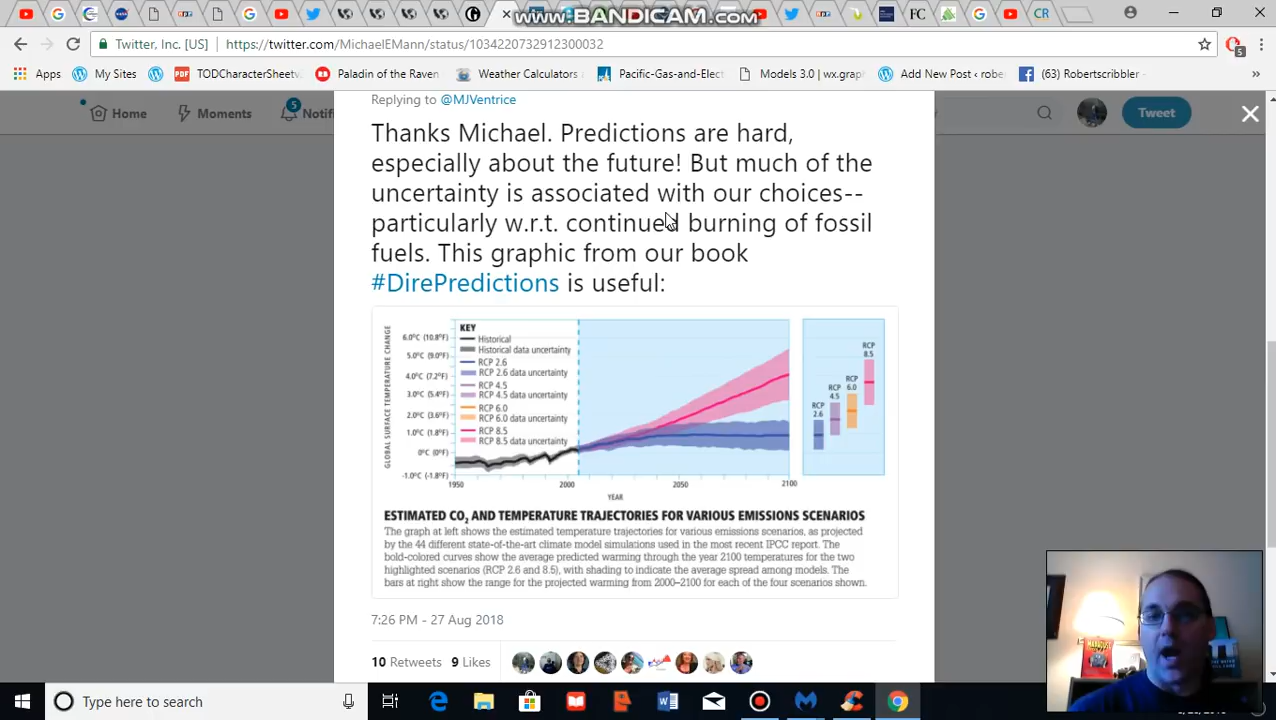 WWW.BANDICAM.COM
CR
Twitter, Inc. [US] https://twitter.com/MichaelEMann/status/1034220732912300032
5
Apps My Sites PDF TODCharacterSheet Paladin of the Raven Weather Calculators Pacific-Gas-and-Elect Models 3.0 | wx.grap Add New Post ‹ robe (63) Robertscribbler »
Home Moments 5 Notifi Tweet
Replying to @MJVentrice
Thanks Michael. Predictions are hard,
especially about the future! But much of the
uncertainty is associated with our choices--
particularly w.r.t. continued burning of fossil
fuels. This graphic from our book
#DirePredictions is useful:
GLOBAL SURFACE TEMPERATURE CHANGE
6.0°C (10.8°F)
5.0°C (9.0°F)
4.0°C (7.2°F)
3.0°C (5.4°F)
2.0°C (3.6°F)
1.0°C (1.8°F)
0°C (0°F)
-1.0°C (-1.8°F)
KEY
Historical
Historical data uncertainty
RCP 2.6
RCP 2.6 data uncertainty
RCP 4.5
RCP 4.5 data uncertainty
RCP 6.0
RCP 6.0 data uncertainty
RCP 8.5
RCP 8.5 data uncertainty
1950 2000 2050 2100
YEAR
RCP
2.6
RCP
4.5
RCP
6.0
RCP
8.5
ESTIMATED CO₂ AND TEMPERATURE TRAJECTORIES FOR VARIOUS EMISSIONS SCENARIOS
The graph at left shows the estimated temperature trajectories for various emissions scenarios, as projected
by the 44 different state-of-the-art climate model simulations used in the most recent IPCC report. The
bold-colored curves show the average predicted warming through the year 2100 temperatures for the two
highlighted scenarios (RCP 2.6 and 8.5), with shading to indicate the average spread among models. The
bars at right show the range for the projected warming from 2000–2100 for each of the four scenarios shown.
7:26 PM - 27 Aug 2018
10 Retweets 9 Likes
Type here to search